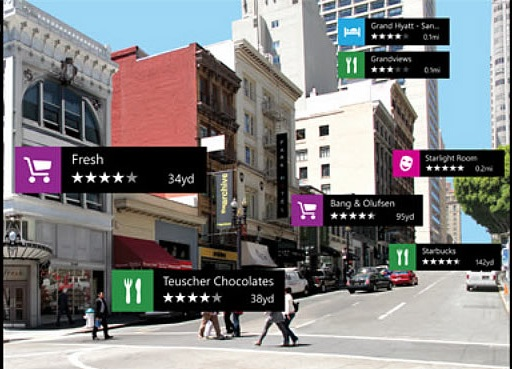 Grand Hyatt - San...
0.1mi
Grandviews
0.1mi
Fresh
34yd
Starlight Room
0.2mi
Bang & Olufsen
95yd
Starbucks
142yd
Teuscher Chocolates
38yd